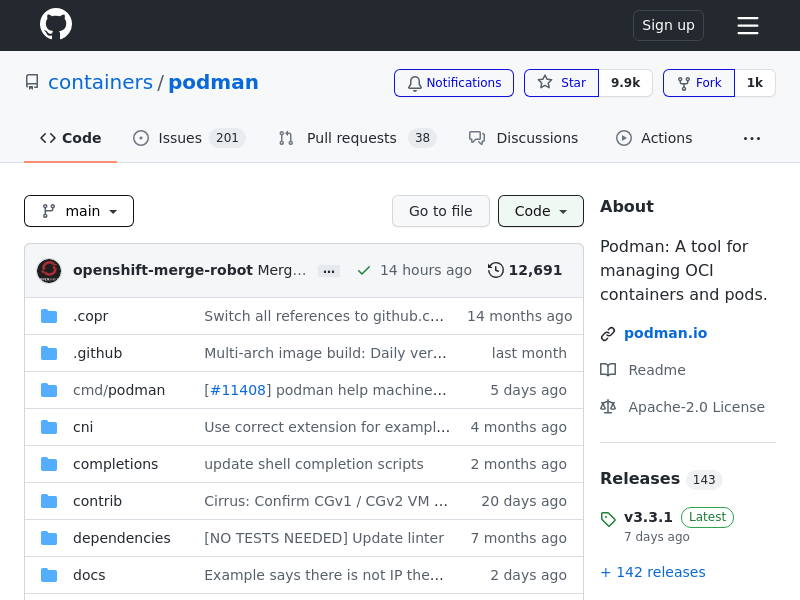 Sign up
containers / podman
Notifications
Star 9.9k
Fork 1k
Code
Issues 201
Pull requests 38
Discussions
Actions
main
Go to file
Code
openshift-merge-robot Merg… … 14 hours ago 12,691
.copr Switch all references to github.c… 14 months ago
.github Multi-arch image build: Daily ver… last month
cmd/podman [#11408] podman help machine… 5 days ago
cni Use correct extension for exampl… 4 months ago
completions update shell completion scripts 2 months ago
contrib Cirrus: Confirm CGv1 / CGv2 VM … 20 days ago
dependencies [NO TESTS NEEDED] Update linter 7 months ago
docs Example says there is not IP the… 2 days ago
About
Podman: A tool for
managing OCI
containers and pods.
podman.io
Readme
Apache-2.0 License
Releases 143
v3.3.1 Latest
7 days ago
+ 142 releases